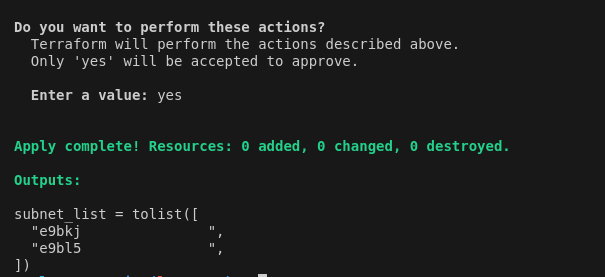 Do you want to perform these actions?
Terraform will perform the actions described above.
Only 'yes' will be accepted to approve.
Enter a value: yes
Apply complete! Resources: 0 added, 0 changed, 0 destroyed.
Outputs:
subnet_list = tolist([
"e9bkj ",
"e9bl5 ",
])